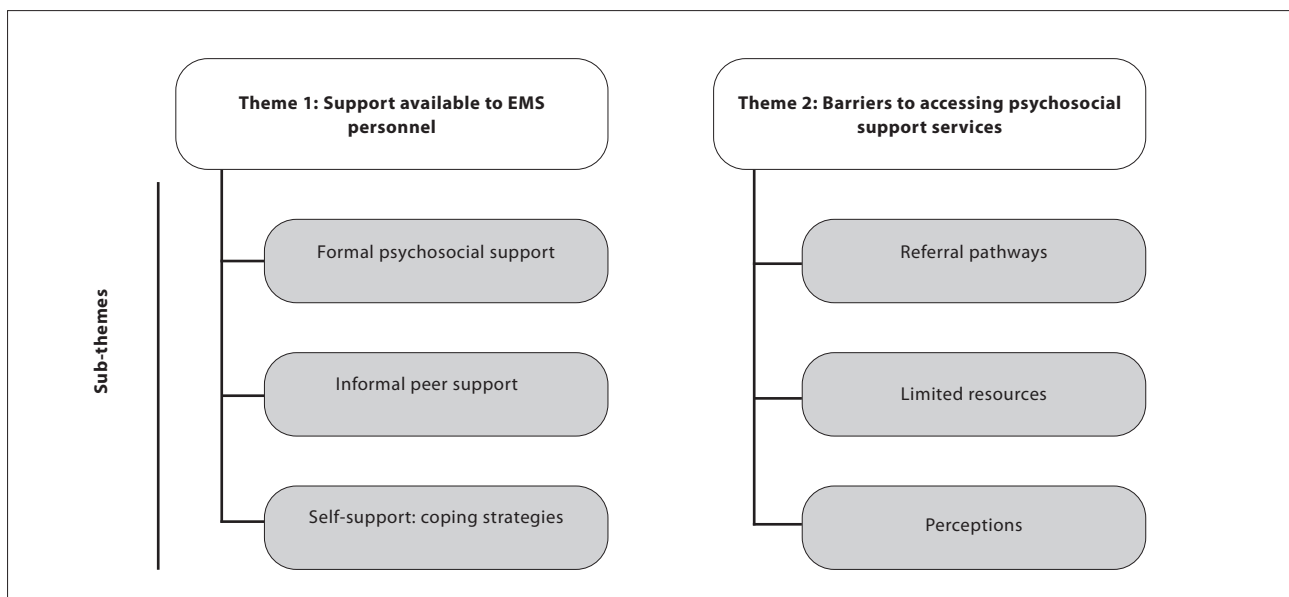 Theme 1: Support available to EMS
personnel
Formal psychosocial support
Informal peer support
Self-support: coping strategies
Theme 2: Barriers to accessing psychosocial
support services
Referral pathways
Limited resources
Perceptions
Sub-themes